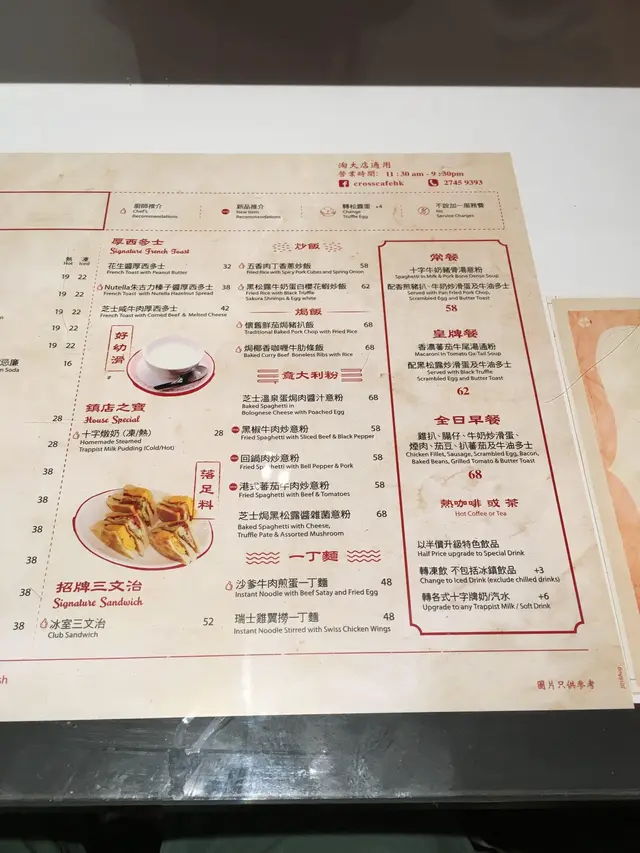 淘大店適用
營業時間: 11:30 am - 9:30pm
crosscafehk 2745 9393
廚師推介
Chef's
Recommendations
新品推介
New Item
Recommendations
轉松露蛋 +4
Change
Truffle Egg
不設加一服務費
No
Service Charges
熱 凍
Hot Iced
19 22
19 22
19 22
19 22
忌廉 16
n Soda
28
28
38
38
38
38
38
sh
厚西多士
Signature French Toast
花生醬厚西多士 32
French Toast with Peanut Butter
Nutella朱古力榛子醬厚西多士 38
French Toast with Nutella Hazelnut Spread
芝士咸牛肉厚西多士 42
French Toast with Corned Beef & Melted Cheese
好幼滑
鎮店之寶
House Special
十字燉奶 (凍/熱) 28
Homemade Steamed
Trappist Milk Pudding (Cold/Hot)
落足料
招牌三文治
Signature Sandwich
冰室三文治 52
Club Sandwich
炒飯
五香肉丁香蔥炒飯 58
Fried Rice with Spicy Pork Cubes and Spring Onion
黑松露牛奶蛋白櫻花蝦炒飯 62
Fried Rice with Black Truffle
Sakura Shrimps & Egg white
焗飯
懷舊鮮茄焗豬扒飯 68
Traditional Baked Pork Chop with Fried Rice
焗椰香咖喱牛肋條飯 68
Baked Curry Beef Boneless Ribs with Rice
意大利粉
芝士溫泉蛋焗肉醬汁意粉 68
Baked Spaghetti in
Bolognese Cheese with Poached Egg
黑椒牛肉炒意粉 58
Fried Spaghetti with Sliced Beef & Black Pepper
回鍋肉炒意粉 58
Fried Spaghetti with Bell Pepper & Pork
港式蕃茄牛肉炒意粉 58
Fried Spaghetti with Beef & Tomatoes
芝士焗黑松露醬雜菌意粉 68
Baked Spaghetti with Cheese,
Truffle Pate & Assorted Mushroom
一丁麵
沙爹牛肉煎蛋一丁麵 48
Instant Noodle with Beef Satay and Fried Egg
瑞士雞翼撈一丁麵 48
Instant Noodle Stirred with Swiss Chicken Wings
常餐
十字牛奶豬骨湯意粉
Spaghetti in Milk & Pork Bone Dense Soup
配香煎豬扒、牛奶炒滑蛋及牛油多士
Served with Pan Fried Pork Chop,
Scrambled Egg and Butter Toast
58
皇牌餐
香濃蕃茄牛尾湯通粉
Macaroni in Tomato Ox-Tail Soup
配黑松露炒滑蛋及牛油多士
Served with Black Truffle
Scrambled Egg and Butter Toast
62
全日早餐
雞扒、腸仔、牛奶炒滑蛋、
煙肉、茄豆、扒蕃茄及牛油多士
Chicken Fillet, Sausage, Scrambled Egg, Bacon,
Baked Beans, Grilled Tomato & Butter Toast
68
熱咖啡 或 茶
Hot Coffee or Tea
以半價升級特色飲品
Half Price upgrade to Special Drink
轉凍飲 不包括冰鎮飲品 +3
Change to Iced Drink (exclude chilled drinks)
轉各式十字牌奶/汽水 +6
Upgrade to any Trappist Milk / Soft Drink
圖片只供參考